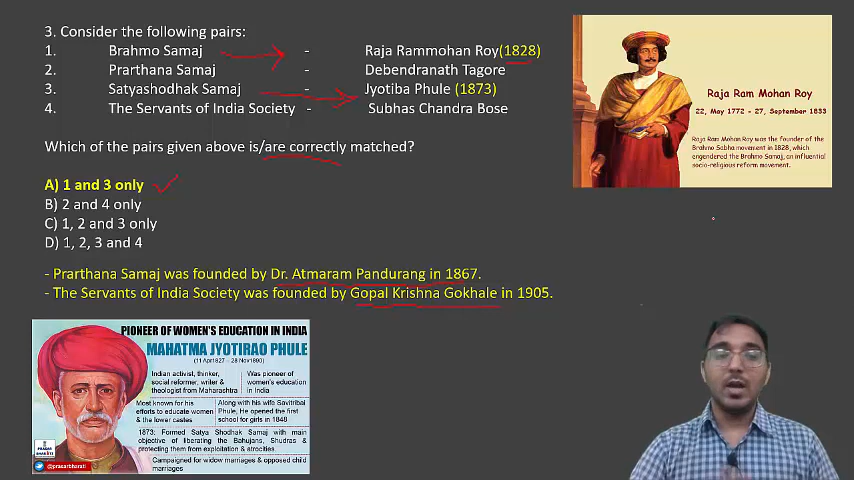 3. Consider the following pairs:
1. Brahmo Samaj - Raja Rammohan Roy(1828)
2. Prarthana Samaj - Debendranath Tagore
3. Satyashodhak Samaj - Jyotiba Phule (1873)
4. The Servants of India Society - Subhas Chandra Bose
Which of the pairs given above is/are correctly matched?
A) 1 and 3 only
B) 2 and 4 only
C) 1, 2 and 3 only
D) 1, 2, 3 and 4
- Prarthana Samaj was founded by Dr. Atmaram Pandurang in 1867.
- The Servants of India Society was founded by Gopal Krishna Gokhale in 1905.
Raja Ram Mohan Roy
22, May 1772 - 27, September 1833
Raja Ram Mohan Roy was the founder of the
Brahmo Sabha movement in 1828, which
engendered the Brahmo Samaj, an influential
socio-religious reform movement.
PIONEER OF WOMEN'S EDUCATION IN INDIA
MAHATMA JYOTIRAO PHULE
(11 Apr1827 – 28 Nov1890)
Indian activist, thinker,
social reformer, writer &
theologist from Maharashtra
Was pioneer of
women's education
in India
Most known for his
efforts to educate women
& the lower castes
Along with his wife Savitribai
Phule, He opened the first
school for girls in 1848
1873: Formed Satya Shodhak Samaj with main
objective of liberating the Bahujans, Shudras &
protecting them from exploitation & atrocities.
Campaigned for widow marriages & opposed child
marriages
PRASAR
BHARATI
@prasarbharati